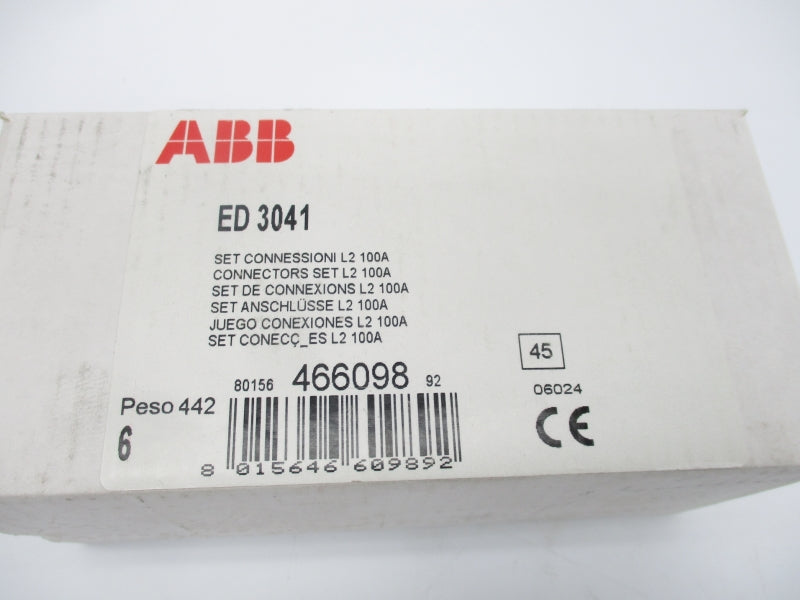 ABB
ED 3041
SET CONNESSIONI L2 100A
CONNECTORS SET L2 100A
SET DE CONNEXIONS L2 100A
SET ANSCHLÜSSE L2 100A
JUEGO CONEXIONES L2 100A
SET CONECÇ_ES L2 100A
45
80156 466098 92
06024
Peso 442
CE
6
8 015646 609892